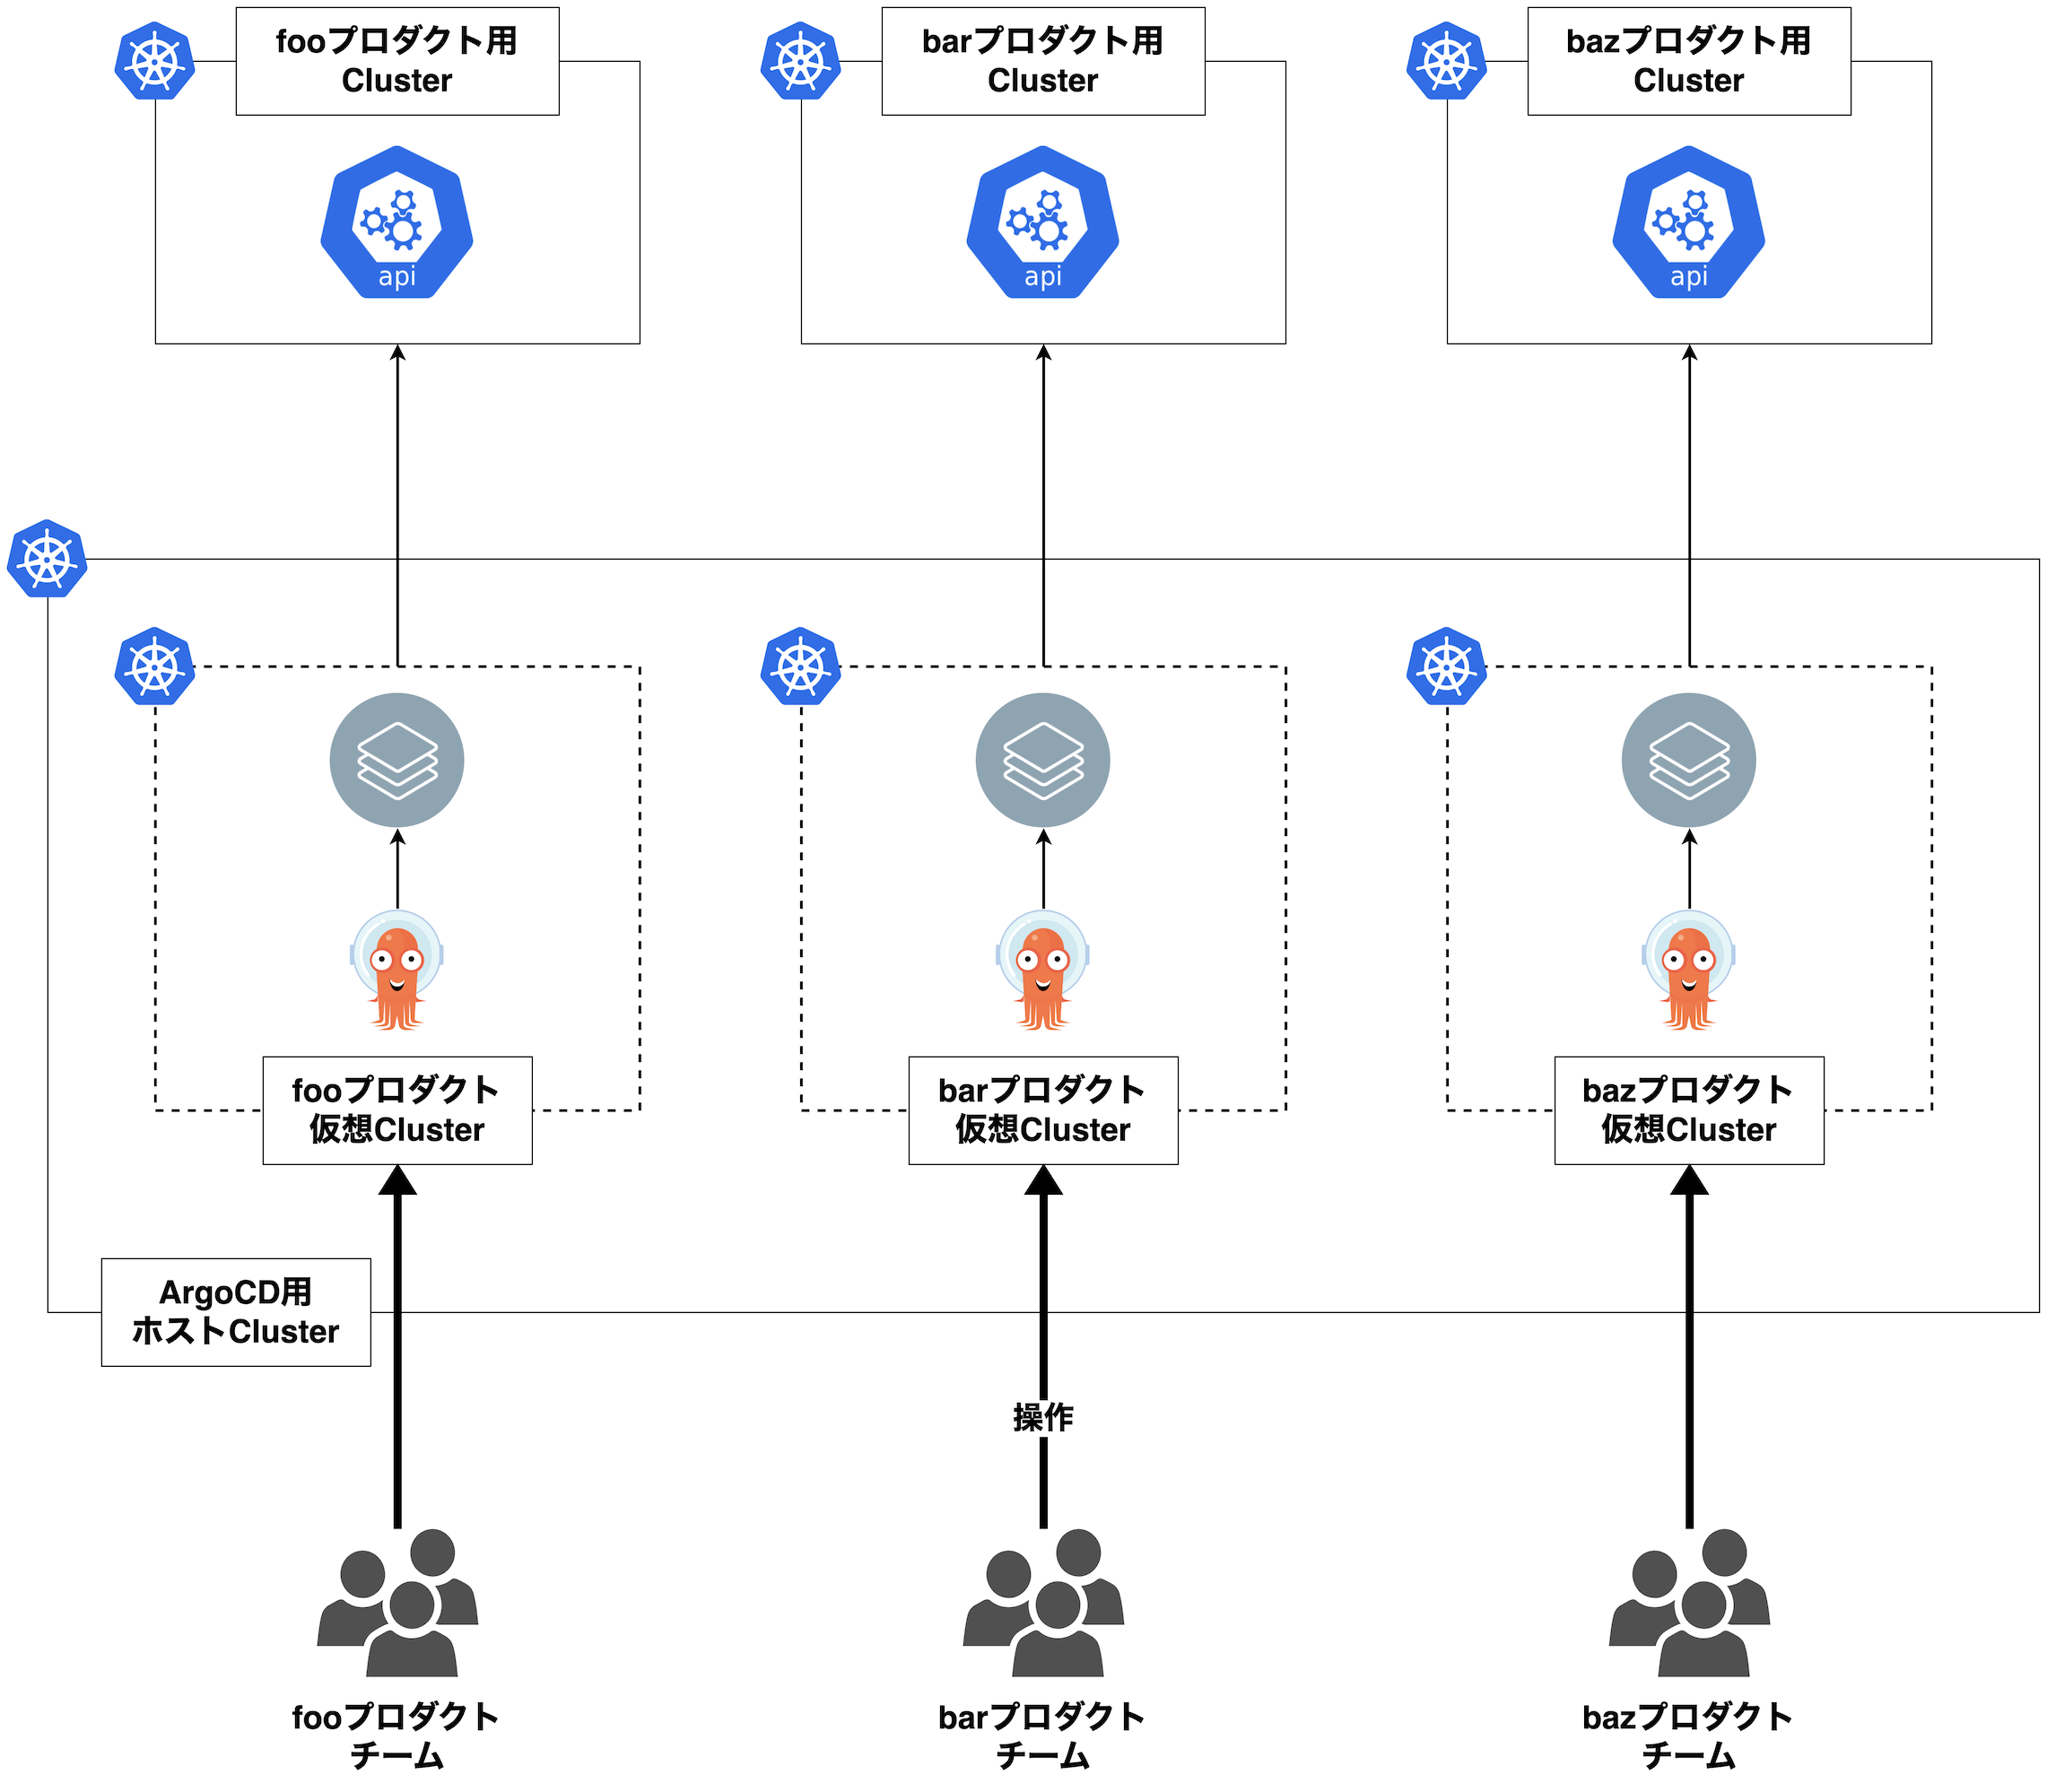 fooプロダクト用
Cluster
barプロダクト用
Cluster
bazプロダクト用
Cluster
api
api
api
fooプロダクト
仮想Cluster
barプロダクト
仮想Cluster
bazプロダクト
仮想Cluster
ArgoCD用
ホストCluster
操作
fooプロダクト
チーム
barプロダクト
チーム
bazプロダクト
チーム